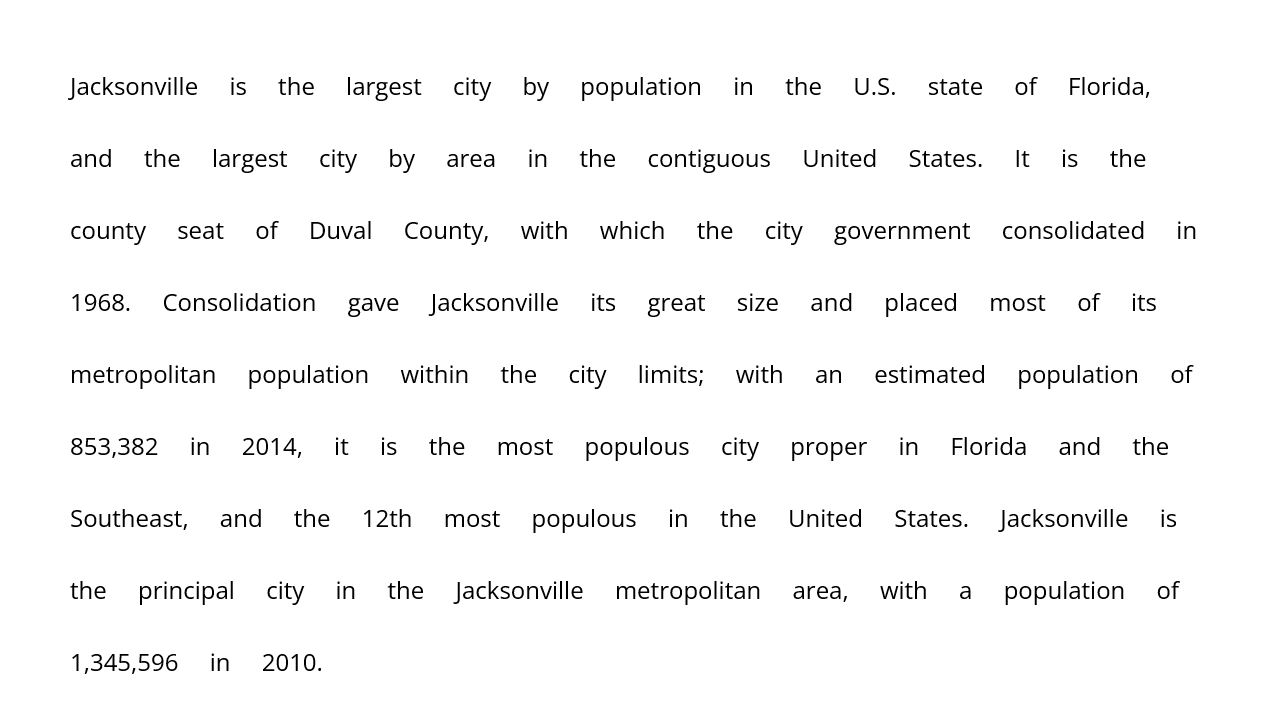 Jacksonville is the largest city by population in the U.S. state of Florida,
and the largest city by area in the contiguous United States. It is the
county seat of Duval County, with which the city government consolidated in
1968. Consolidation gave Jacksonville its great size and placed most of its
metropolitan population within the city limits; with an estimated population of
853,382 in 2014, it is the most populous city proper in Florida and the
Southeast, and the 12th most populous in the United States. Jacksonville is
the principal city in the Jacksonville metropolitan area, with a population of
1,345,596 in 2010.